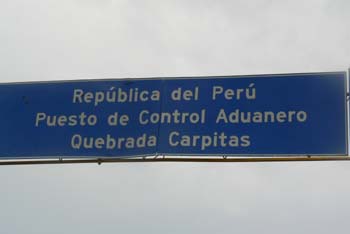 República del Perú
Puesto de Control Aduanero
Quebrada Carpitas